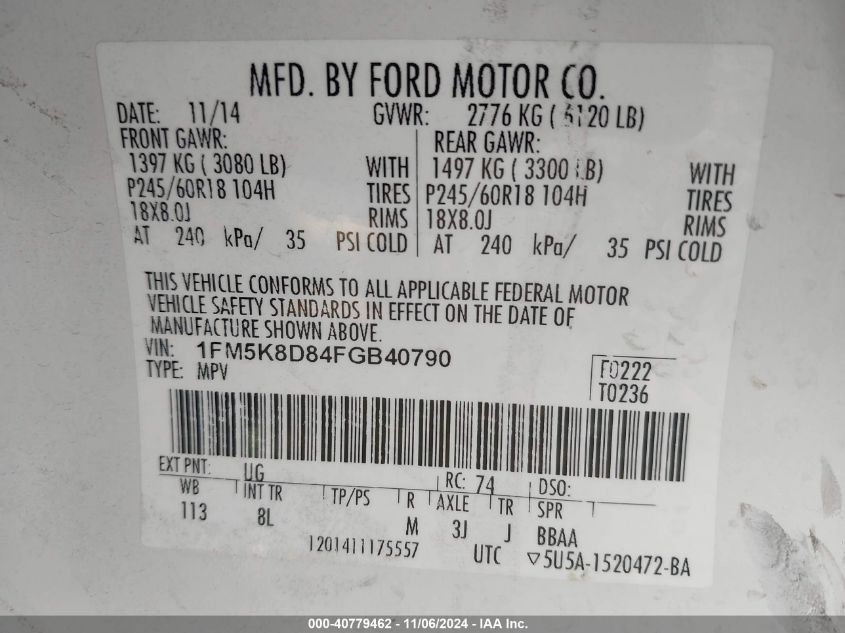 MFD. BY FORD MOTOR CO.
DATE: 11/14 GVWR: 2776 KG ( 6120 LB)
FRONT GAWR: REAR GAWR:
1397 KG ( 3080 LB) WITH 1497 KG ( 3300 LB) WITH
P245/60R18 104H TIRES P245/60R18 104H TIRES
18X8.0J RIMS 18X8.0J RIMS
AT 240 kPa/ 35 PSI COLD AT 240 kPa/ 35 PSI COLD
THIS VEHICLE CONFORMS TO ALL APPLICABLE FEDERAL MOTOR
VEHICLE SAFETY STANDARDS IN EFFECT ON THE DATE OF
MANUFACTURE SHOWN ABOVE.
VIN: 1FM5K8D84FGB40790
TYPE: MPV
F0222
T0236
EXT PNT: UG RC: 74 DSO:
WB INT TR TP/PS R AXLE TR SPR
113 8L M 3J J BBAA
1201411175557 UTC ▽5U5A-1520472-BA
000-40779462 - 11/06/2024 - IAA Inc.